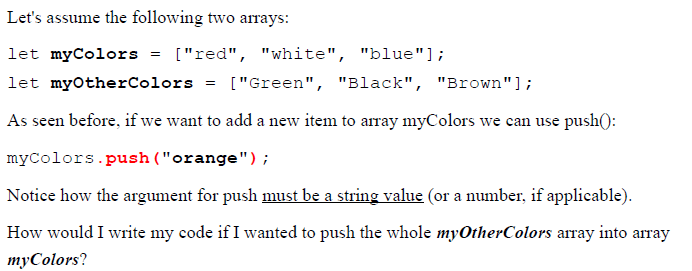 Let's assume the following two arrays:
let myColors = ["red", "white", "blue"];
let myOtherColors = ["Green", "Black", "Brown"];
As seen before, if we want to add a new item to array myColors we can use push():
myColors.push("orange");
Notice how the argument for push must be a string value (or a number, if applicable).
How would I write my code if I wanted to push the whole myOtherColors array into array
myColors?